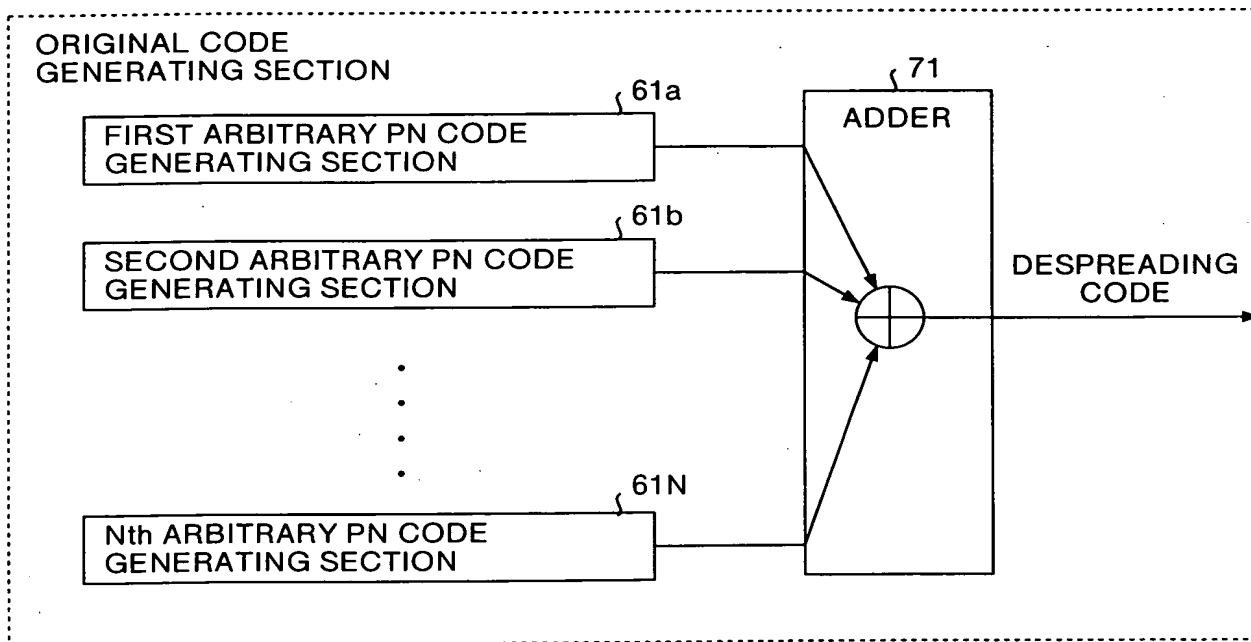 ORIGINAL CODE
GENERATING SECTION
61a
FIRST ARBITRARY PN CODE
GENERATING SECTION
61b
SECOND ARBITRARY PN CODE
GENERATING SECTION
61N
Nth ARBITRARY PN CODE
GENERATING SECTION
71
ADDER
DESPREADING
CODE